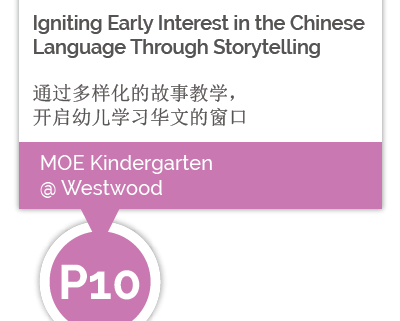 Igniting Early Interest in the Chinese
Language Through Storytelling
通过多样化的故事教学，
开启幼儿学习华文的窗口
MOE Kindergarten
@ Westwood
P10